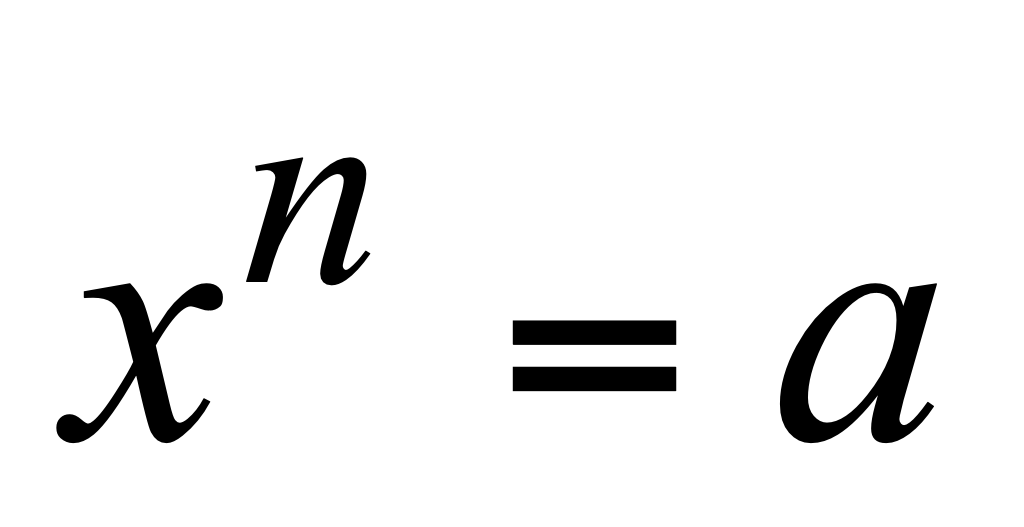 xⁿ = a